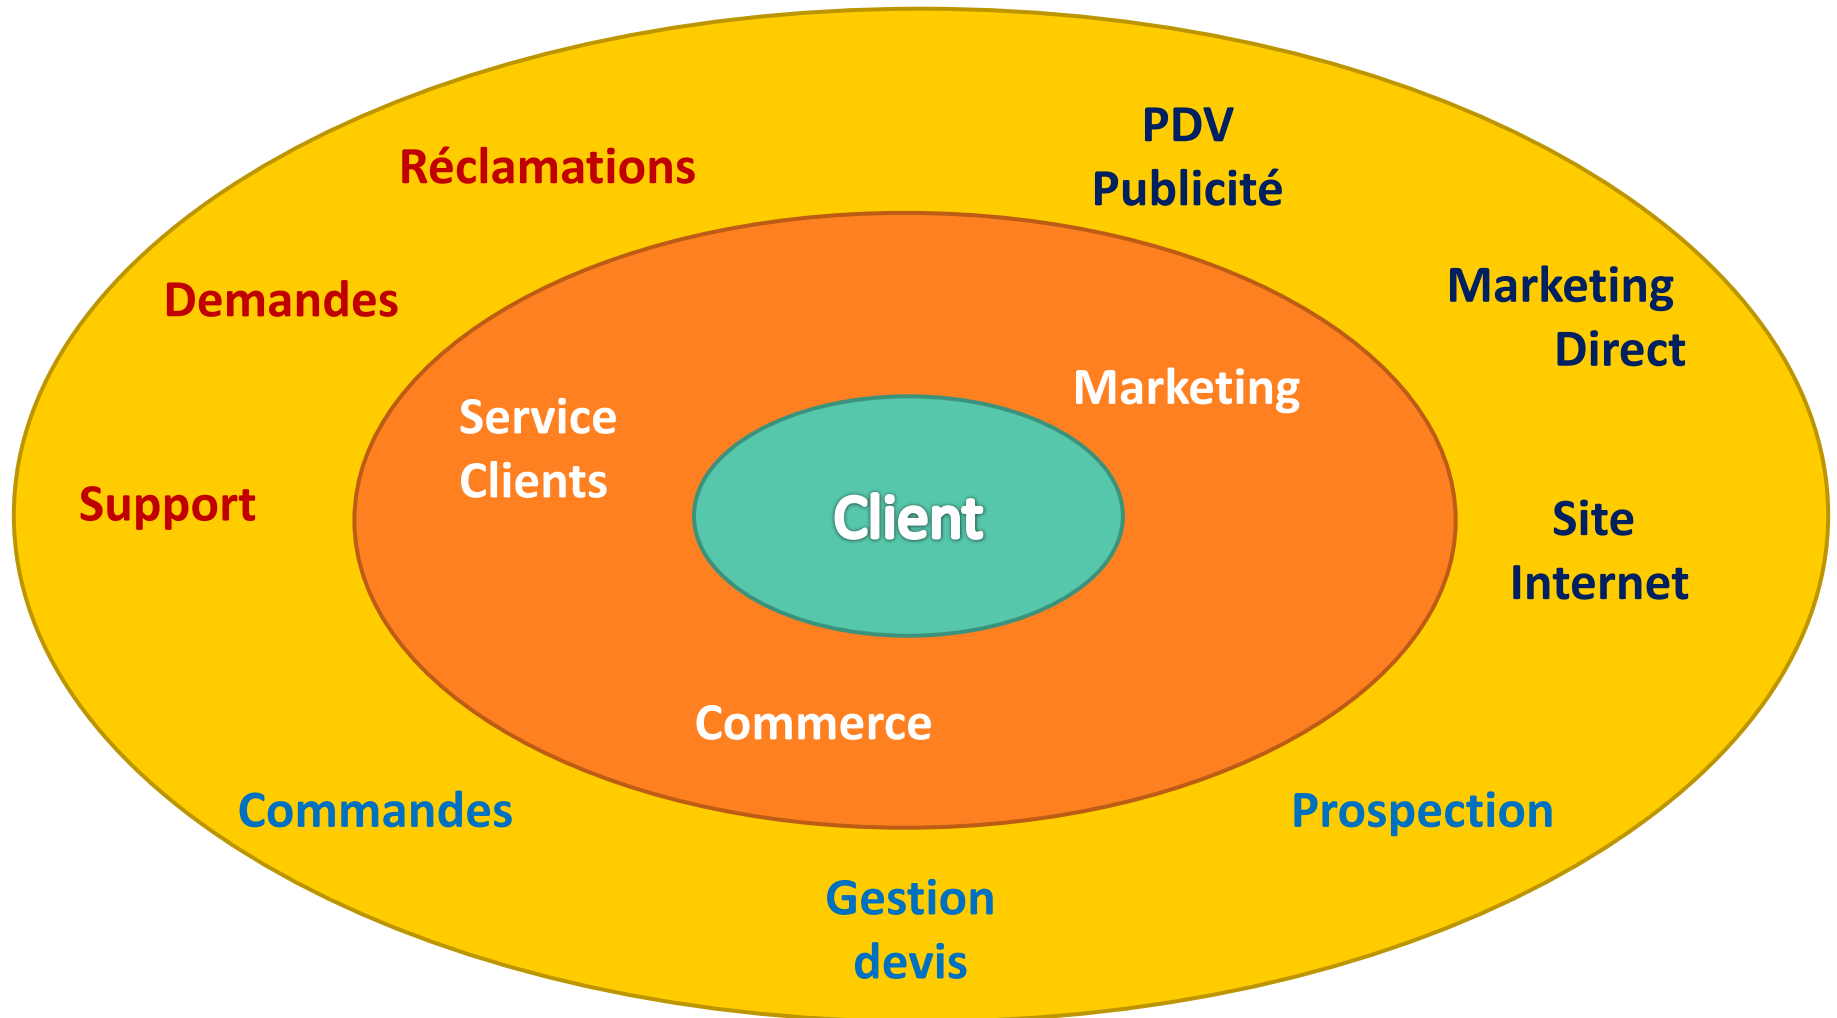 PDV
Publicité
Réclamations
Marketing
Direct
Demandes
Marketing
Service
Clients
Support
Client
Site
Internet
Commerce
Commandes
Prospection
Gestion
devis